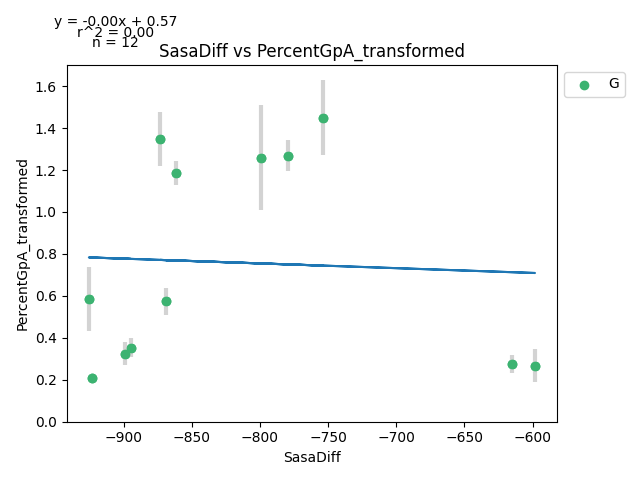 y = -0.00x + 0.57
r^2 = 0.00
n = 12
SasaDiff vs PercentGpA_transformed
G
PercentGpA_transformed
1.6
1.4
1.2
1.0
0.8
0.6
0.4
0.2
0.0
−900
−850
−800
−750
−700
−650
−600
SasaDiff